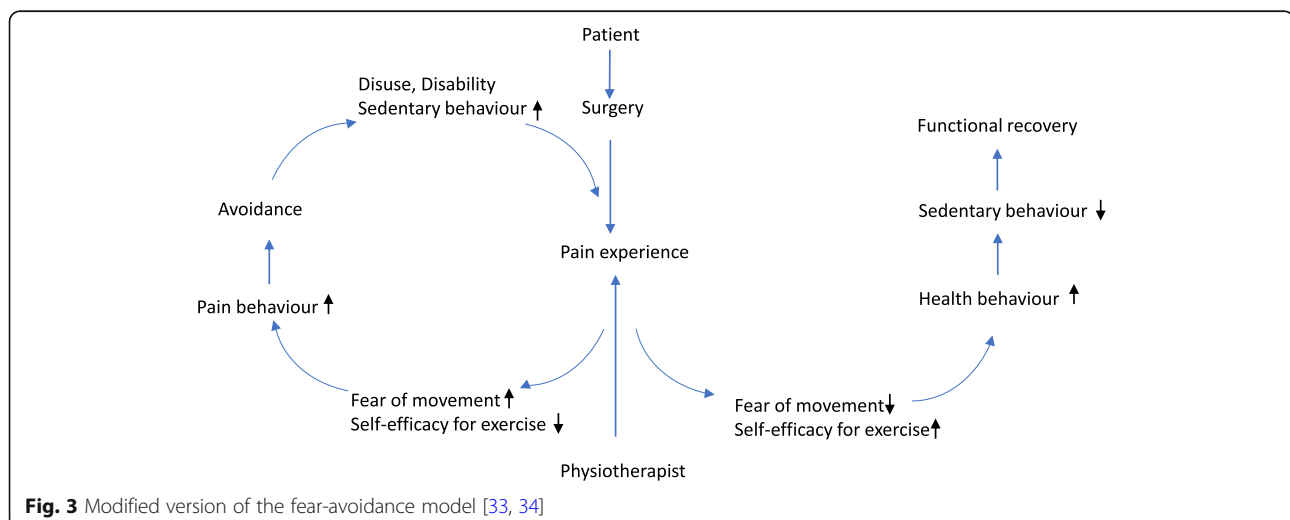 Patient
Disuse, Disability
Sedentary behaviour ↑
Surgery
Functional recovery
Avoidance
Sedentary behaviour ↓
Pain experience
Pain behaviour ↑
Health behaviour ↑
Fear of movement ↑
Self-efficacy for exercise ↓
Fear of movement↓
Self-efficacy for exercise↑
Physiotherapist
Fig. 3 Modified version of the fear-avoidance model [33, 34]